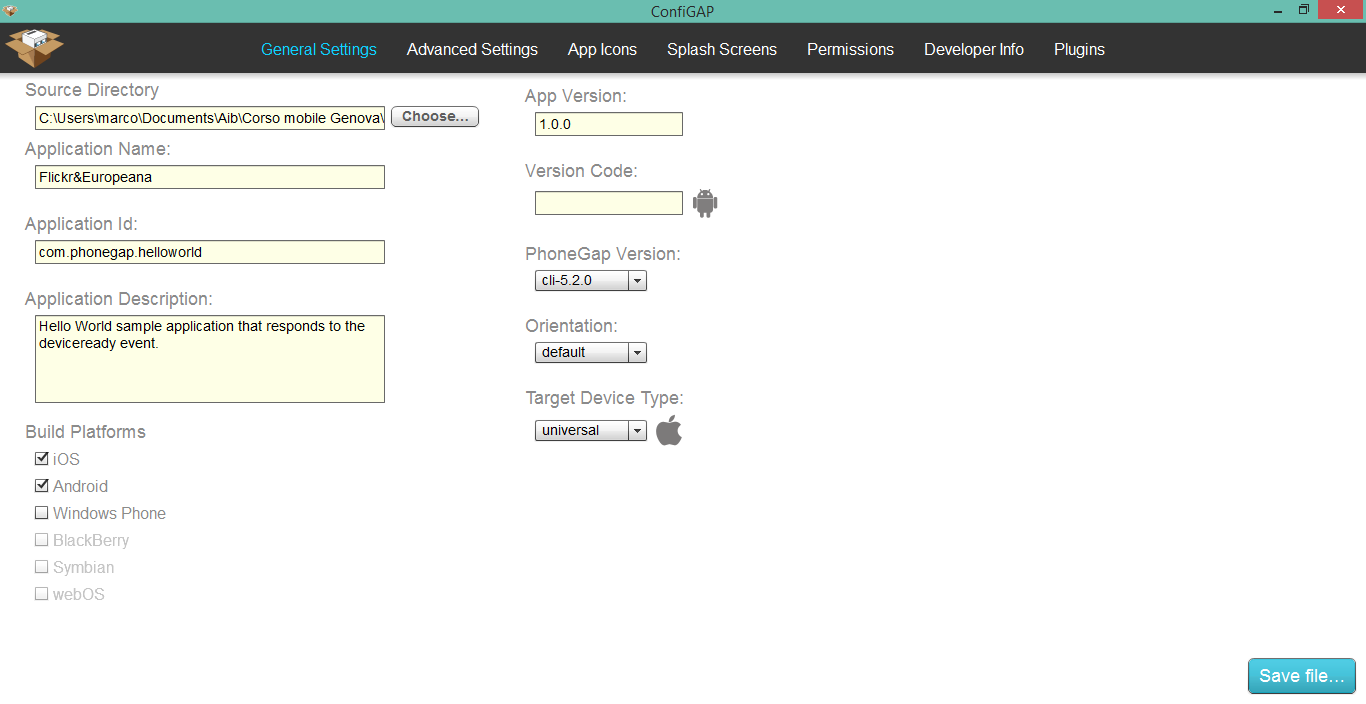 ConfiGAP
General Settings Advanced Settings App Icons Splash Screens Permissions Developer Info Plugins
Source Directory
C:\Users\marco\Documents\Aib\Corso mobile Genova\
Choose...
Application Name:
Flickr&Europeana
Application Id:
com.phonegap.helloworld
Application Description:
Hello World sample application that responds to the
deviceready event.
Build Platforms
iOS
Android
Windows Phone
BlackBerry
Symbian
webOS
App Version:
1.0.0
Version Code:
PhoneGap Version:
cli-5.2.0
Orientation:
default
Target Device Type:
universal
Save file...